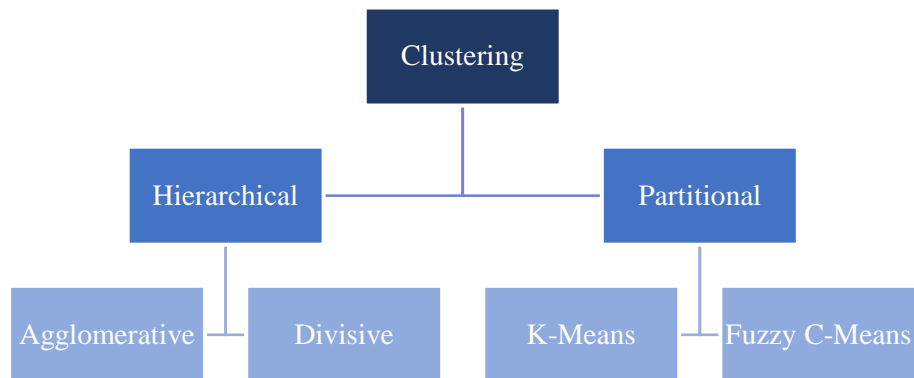 Clustering
Hierarchical
Partitional
Agglomerative
Divisive
K-Means
Fuzzy C-Means